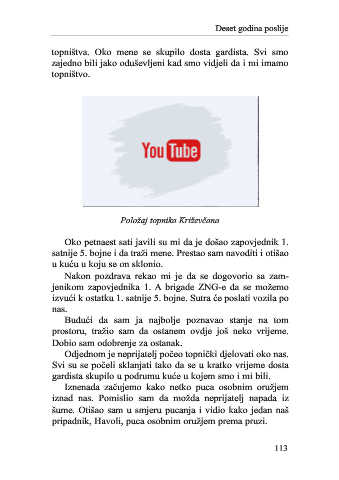 Deset godina poslije
topništva. Oko mene se skupilo dosta gardista. Svi smo
zajedno bili jako oduševljeni kad smo vidjeli da i mi imamo
topništvo.
YouTube
Položaj topnika Križevčana
Oko petnaest sati javili su mi da je došao zapovjednik 1.
satnije 5. bojne i da traži mene. Prestao sam navoditi i otišao
u kuću u koju se on sklonio.
Nakon pozdrava rekao mi je da se dogovorio sa zam-
jenikom zapovjednika 1. A brigade ZNG-e da se možemo
izvući k ostatku 1. satnije 5. bojne. Sutra će poslati vozila po
nas.
Budući da sam ja najbolje poznavao stanje na tom
prostoru, tražio sam da ostanem ovdje još neko vrijeme.
Dobio sam odobrenje za ostanak.
Odjednom je neprijatelj počeo topnički djelovati oko nas.
Svi su se počeli sklanjati tako da se u kratko vrijeme dosta
gardista skupilo u podrumu kuće u kojem smo i mi bili.
Iznenada začujemo kako netko puca osobnim oružjem
iznad nas. Pomislio sam da možda neprijatelj napada iz
šume. Otišao sam u smjeru pucanja i vidio kako jedan naš
pripadnik, Havoli, puca osobnim oružjem prema pruzi.
113